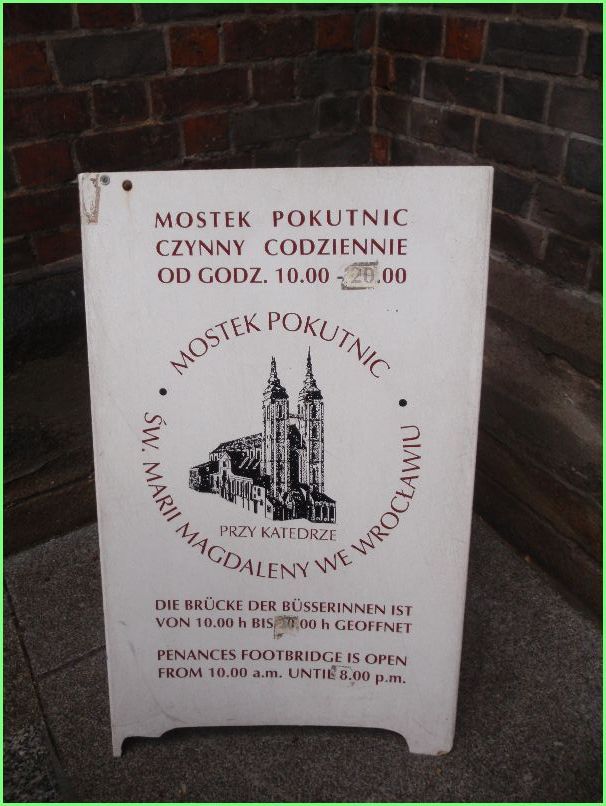 MOSTEK POKUTNIC
CZYNNY CODZIENNIE
OD GODZ. 10.00 - 20.00
MOSTEK POKUTNIC
ŚW. MARII MAGDALENY WE WROCŁAWIU
PRZY KATEDRZE
DIE BRÜCKE DER BÜSSERINNEN IST
VON 10.00 h BIS 20.00 h GEOFFNET
PENANCES FOOTBRIDGE IS OPEN
FROM 10.00 a.m. UNTIL 8.00 p.m.